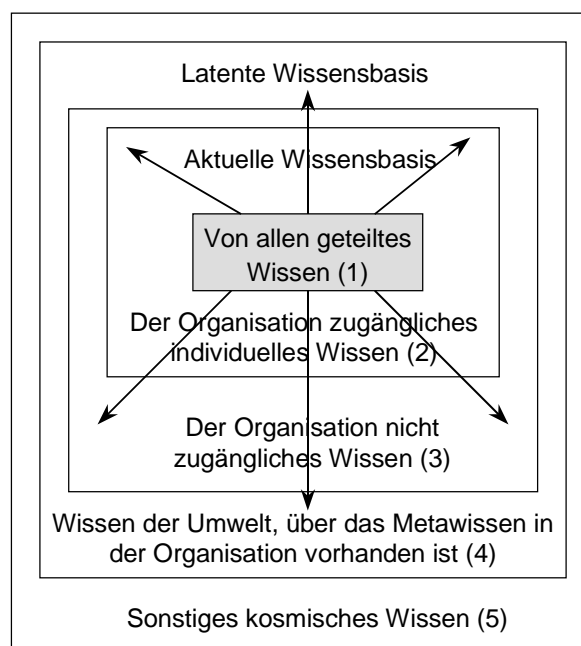 Latente Wissensbasis
Aktuelle Wissensbasis
Von allen geteiltes
Wissen (1)
Der Organisation zugängliches
individuelles Wissen (2)
Der Organisation nicht
zugängliches Wissen (3)
Wissen der Umwelt, über das Metawissen in
der Organisation vorhanden ist (4)
Sonstiges kosmisches Wissen (5)